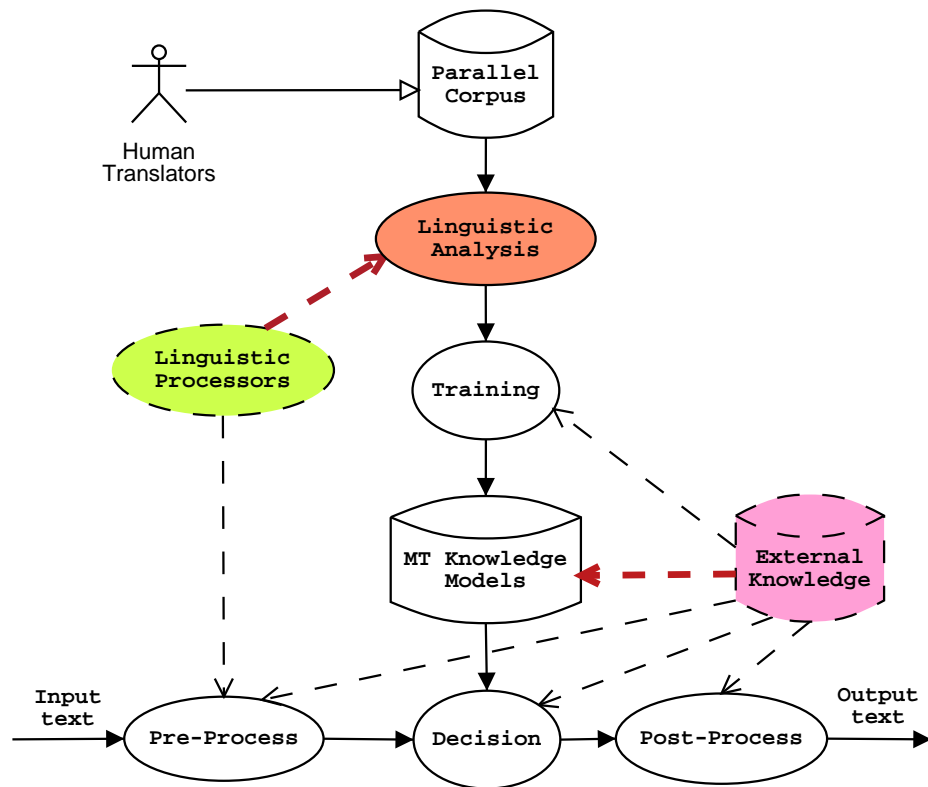 Parallel
Corpus
Human
Translators
Linguistic
Analysis
Linguistic
Processors
Training
MT Knowledge
Models
External
Knowledge
Input
text
Pre-Process
Decision
Post-Process
Output
text